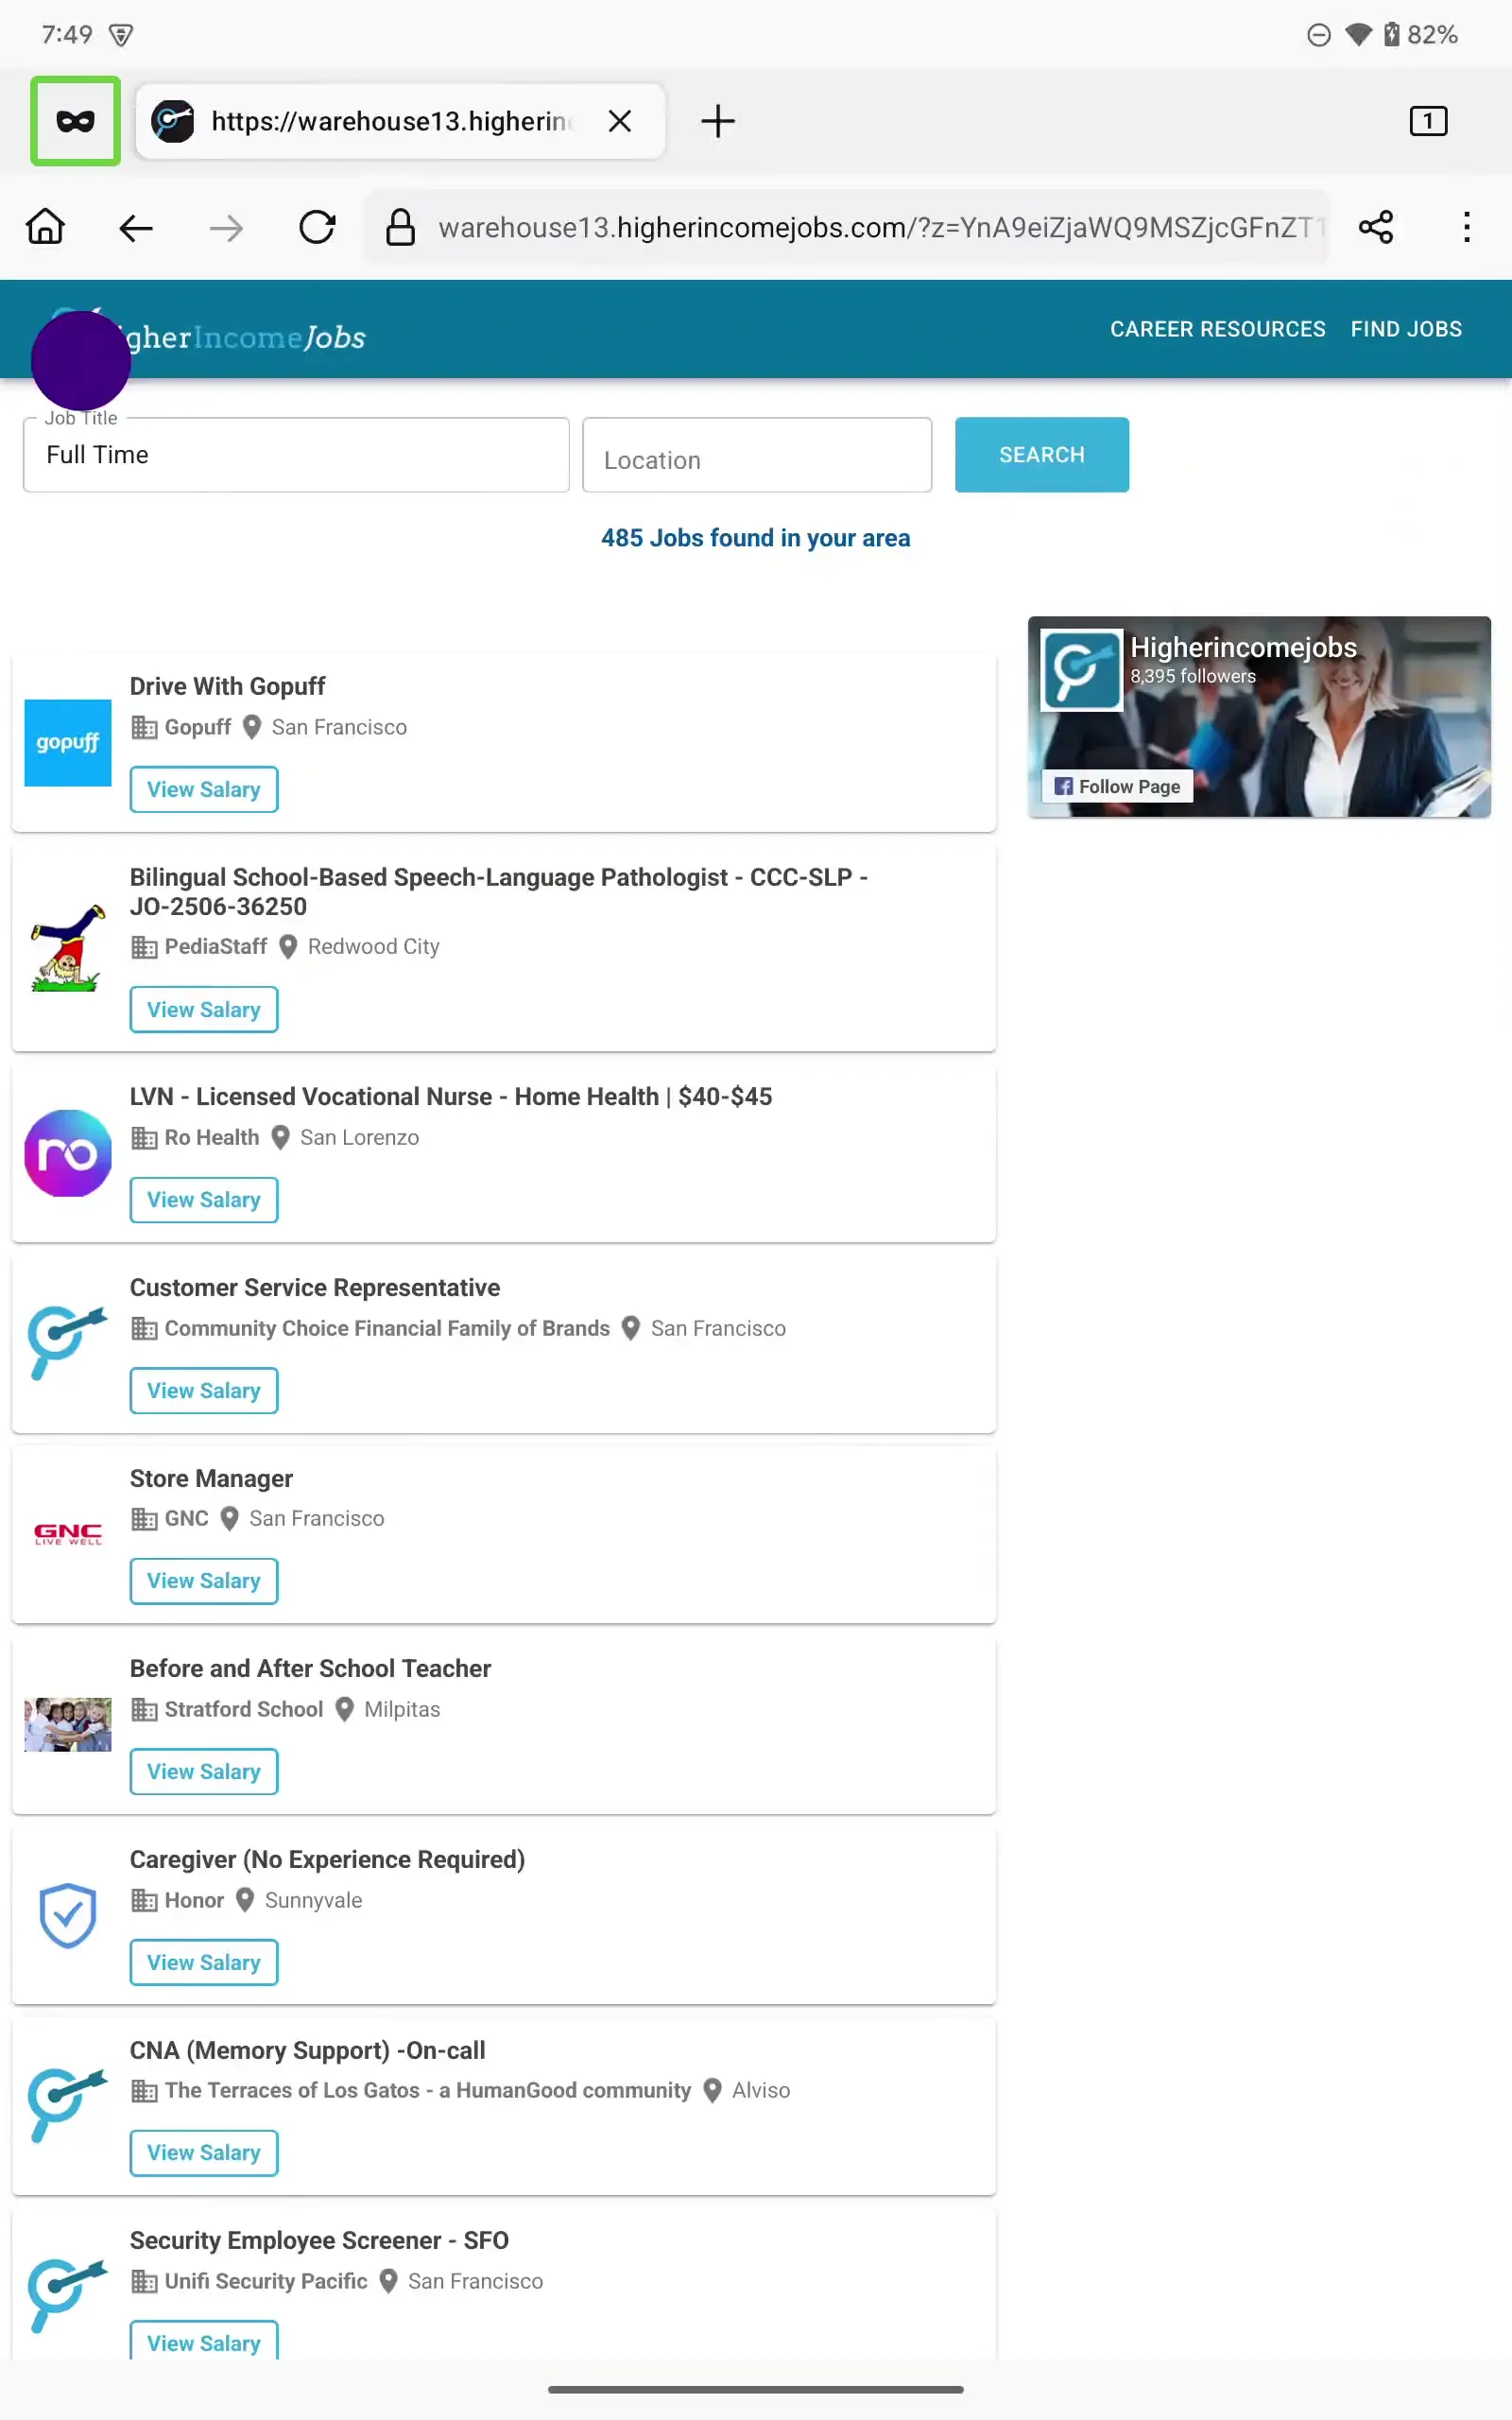 7:49
82%
https://warehouse13.higherin
1
warehouse13.higherincomejobs.com/?z=YnA9eiZjaWQ9MSZjcGFnZT1
gherIncomeJobs
CAREER RESOURCES
FIND JOBS
Job Title
Full Time
Location
SEARCH
485 Jobs found in your area
Higherincomejobs
8,395 followers
Follow Page
gopuff
Drive With Gopuff
Gopuff San Francisco
View Salary
Bilingual School-Based Speech-Language Pathologist - CCC-SLP -
JO-2506-36250
PediaStaff Redwood City
View Salary
ro
LVN - Licensed Vocational Nurse - Home Health | $40-$45
Ro Health San Lorenzo
View Salary
Customer Service Representative
Community Choice Financial Family of Brands San Francisco
View Salary
GNC
LIVE WELL
Store Manager
GNC San Francisco
View Salary
Before and After School Teacher
Stratford School Milpitas
View Salary
Caregiver (No Experience Required)
Honor Sunnyvale
View Salary
CNA (Memory Support) -On-call
The Terraces of Los Gatos - a HumanGood community Alviso
View Salary
Security Employee Screener - SFO
Unifi Security Pacific San Francisco
View Salary